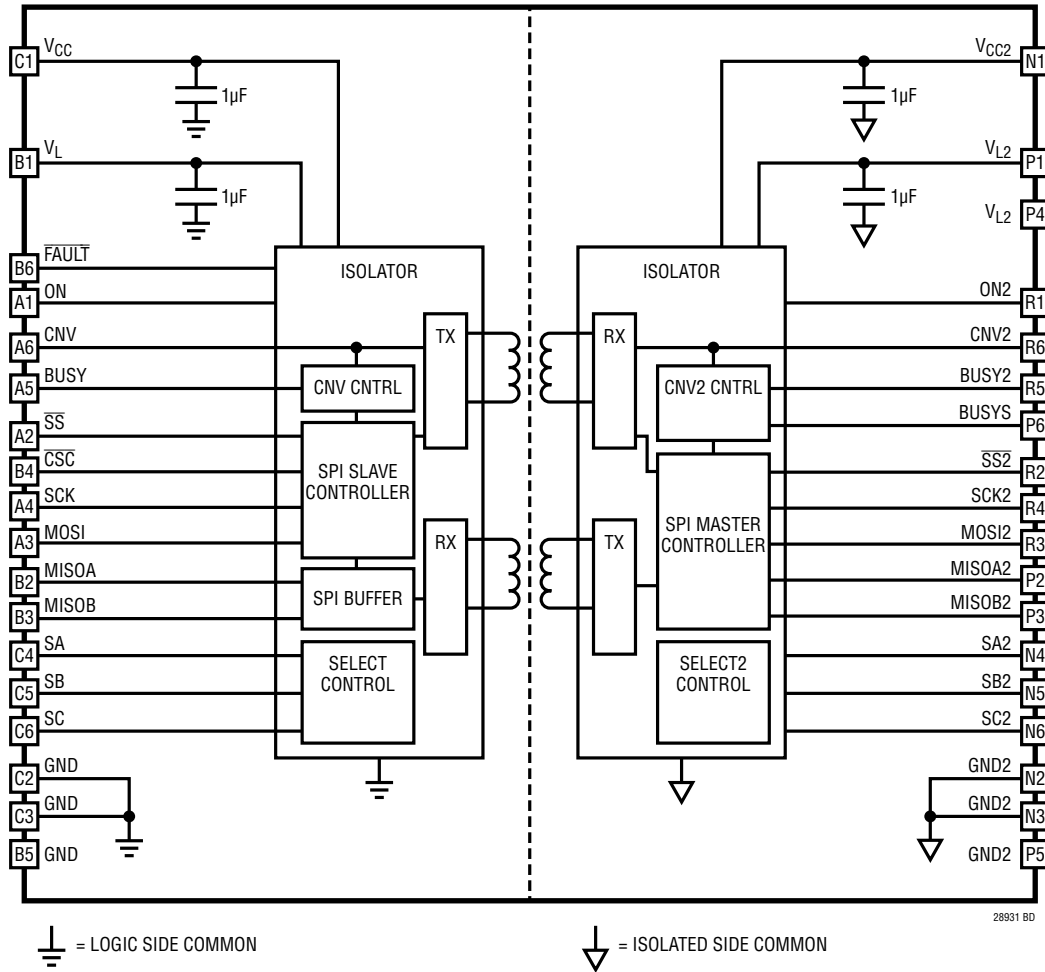 C1 VCC
1µF
B1 VL
1µF
B6 FAULT
A1 ON
A6 CNV
A5 BUSY
A2 SS
B4 CSC
A4 SCK
A3 MOSI
B2 MISOA
B3 MISOB
C4 SA
C5 SB
C6 SC
C2 GND
C3 GND
B5 GND
ISOLATOR
TX
CNV CNTRL
SPI SLAVE
CONTROLLER
RX
SPI BUFFER
SELECT
CONTROL
ISOLATOR
RX
CNV2 CNTRL
SPI MASTER
CONTROLLER
TX
SELECT2
CONTROL
VCC2 N1
1µF
VL2 P1
1µF
VL2 P4
ON2 R1
CNV2 R6
BUSY2 R5
BUSYS P6
SS2 R2
SCK2 R4
MOSI2 R3
MISOA2 P2
MISOB2 P3
SA2 N4
SB2 N5
SC2 N6
GND2 N2
GND2 N3
GND2 P5
28931 BD
= LOGIC SIDE COMMON
= ISOLATED SIDE COMMON